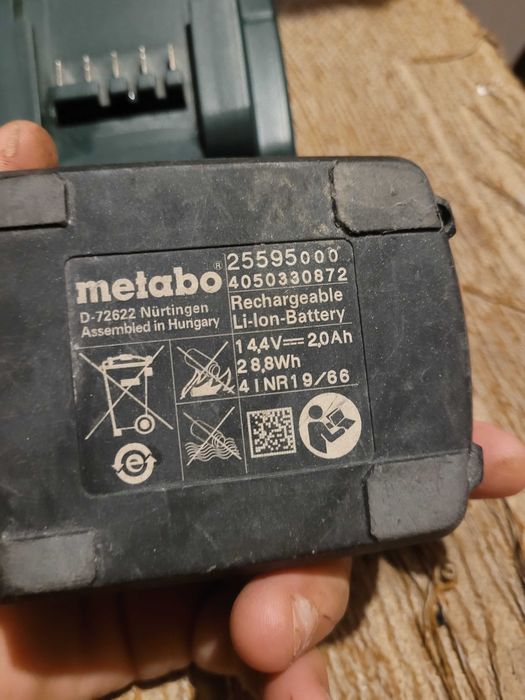 metabo®
D-72622 Nürtingen
Assembled in Hungary
25595000
4050330872
Rechargeable
Li-Ion-Battery
14,4V⎓ 2,0Ah
28,8Wh
4INR19/66
e